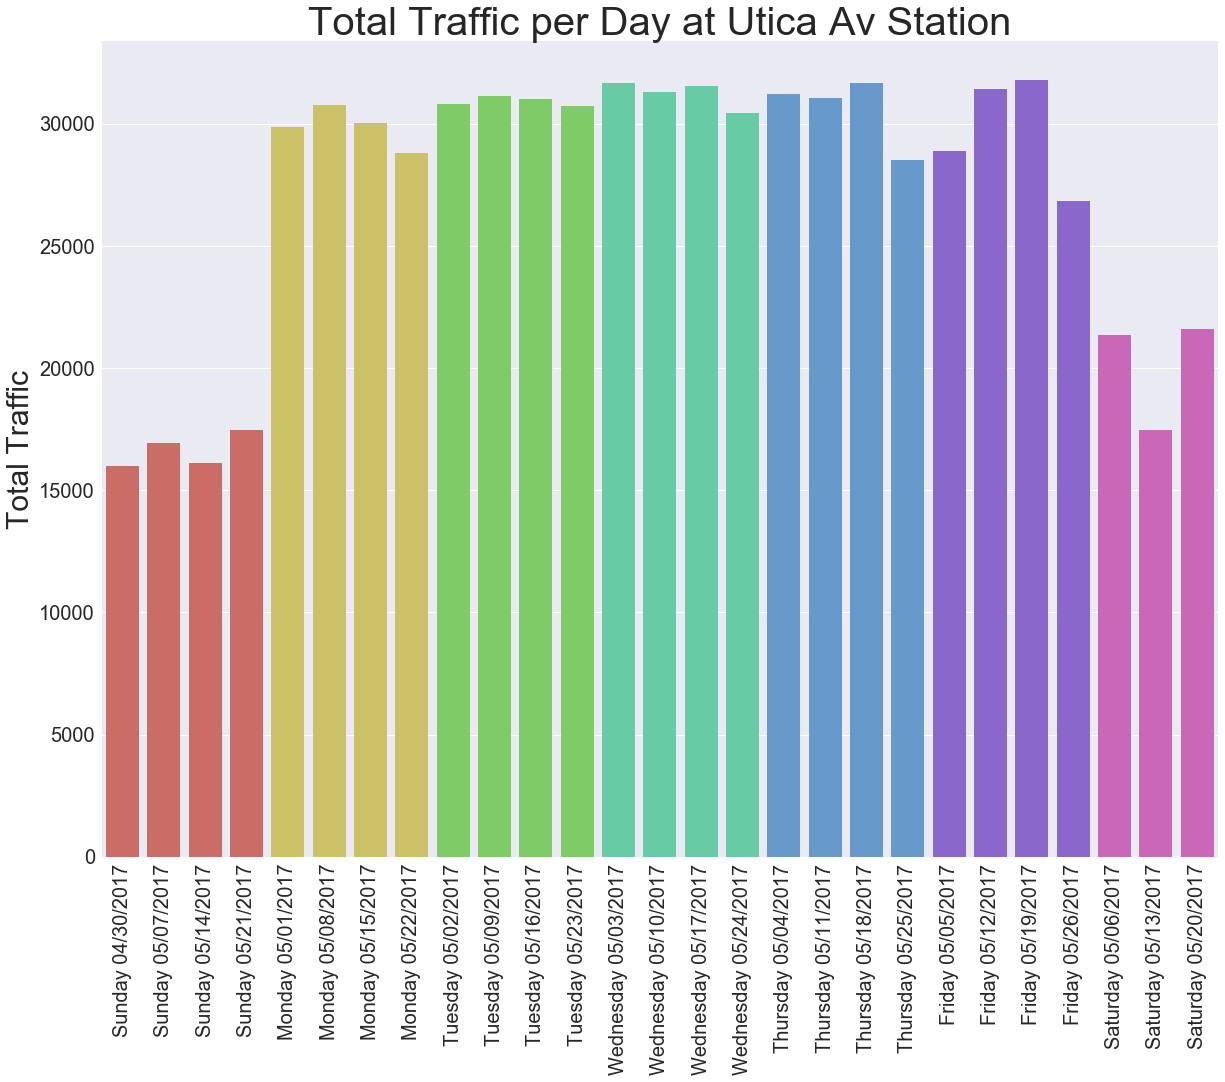 Total Traffic per Day at Utica Av Station
Total Traffic
30000
25000
20000
15000
10000
5000
0
Sunday 04/30/2017
Sunday 05/07/2017
Sunday 05/14/2017
Sunday 05/21/2017
Monday 05/01/2017
Monday 05/08/2017
Monday 05/15/2017
Monday 05/22/2017
Tuesday 05/02/2017
Tuesday 05/09/2017
Tuesday 05/16/2017
Tuesday 05/23/2017
Wednesday 05/03/2017
Wednesday 05/10/2017
Wednesday 05/17/2017
Wednesday 05/24/2017
Thursday 05/04/2017
Thursday 05/11/2017
Thursday 05/18/2017
Thursday 05/25/2017
Friday 05/05/2017
Friday 05/12/2017
Friday 05/19/2017
Friday 05/26/2017
Saturday 05/06/2017
Saturday 05/13/2017
Saturday 05/20/2017